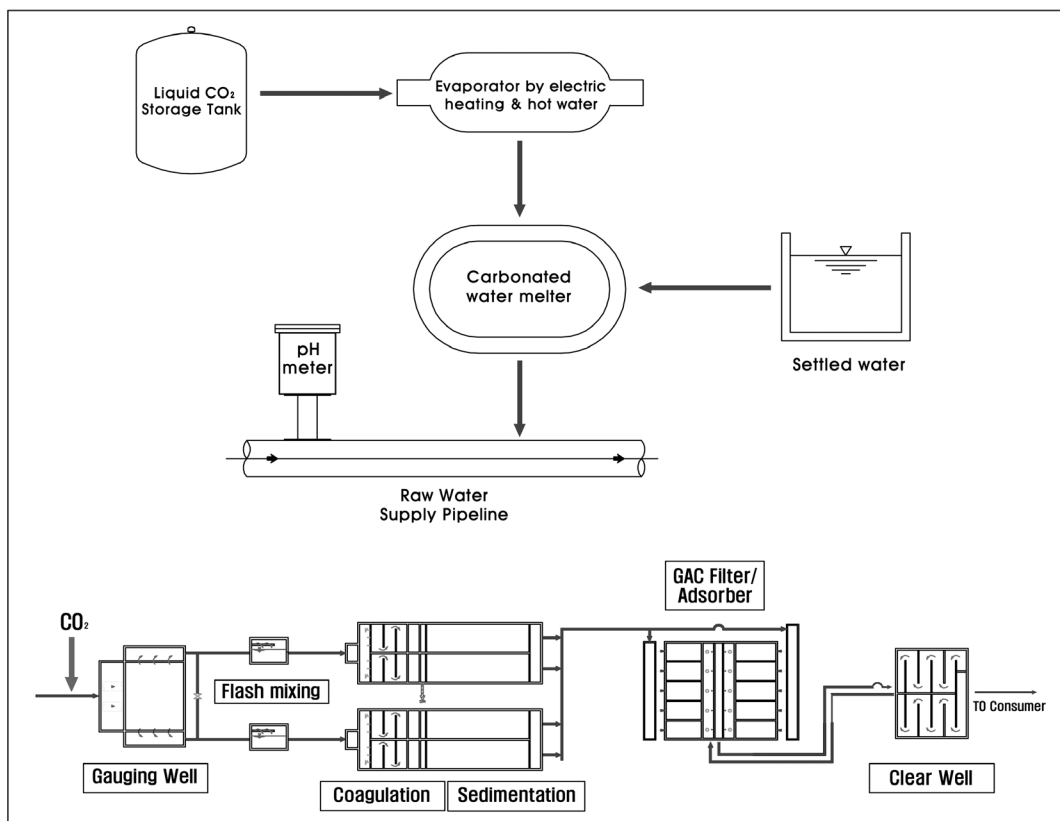 Liquid CO₂
Storage Tank
Evaporator by electric
heating & hot water
Carbonated
water melter
Settled water
pH
meter
Raw Water
Supply Pipeline
GAC Filter/
Adsorber
CO₂
Flash mixing
TO Consumer
Gauging Well
Coagulation
Sedimentation
Clear Well